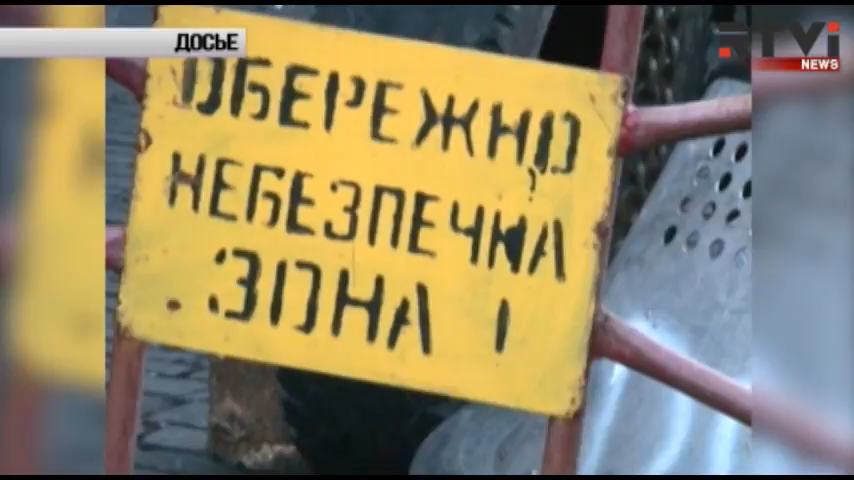 ДОСЬЕ
RTVi
NEWS
ОБЕРЕЖНО
НЕБЕЗПЕЧНА
ЗОНА !